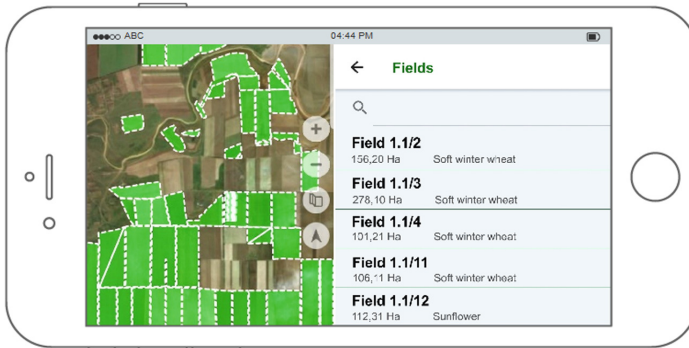 ABC 04:44 PM
Fields
Field 1.1/2
156,20 Ha Soft winter wheat
Field 1.1/3
278,10 Ha Soft winter wheat
Field 1.1/4
101,21 Ha Soft winter wheat
Field 1.1/11
106,11 Ha Soft winter wheat
Field 1.1/12
112,31 Ha Sunflower